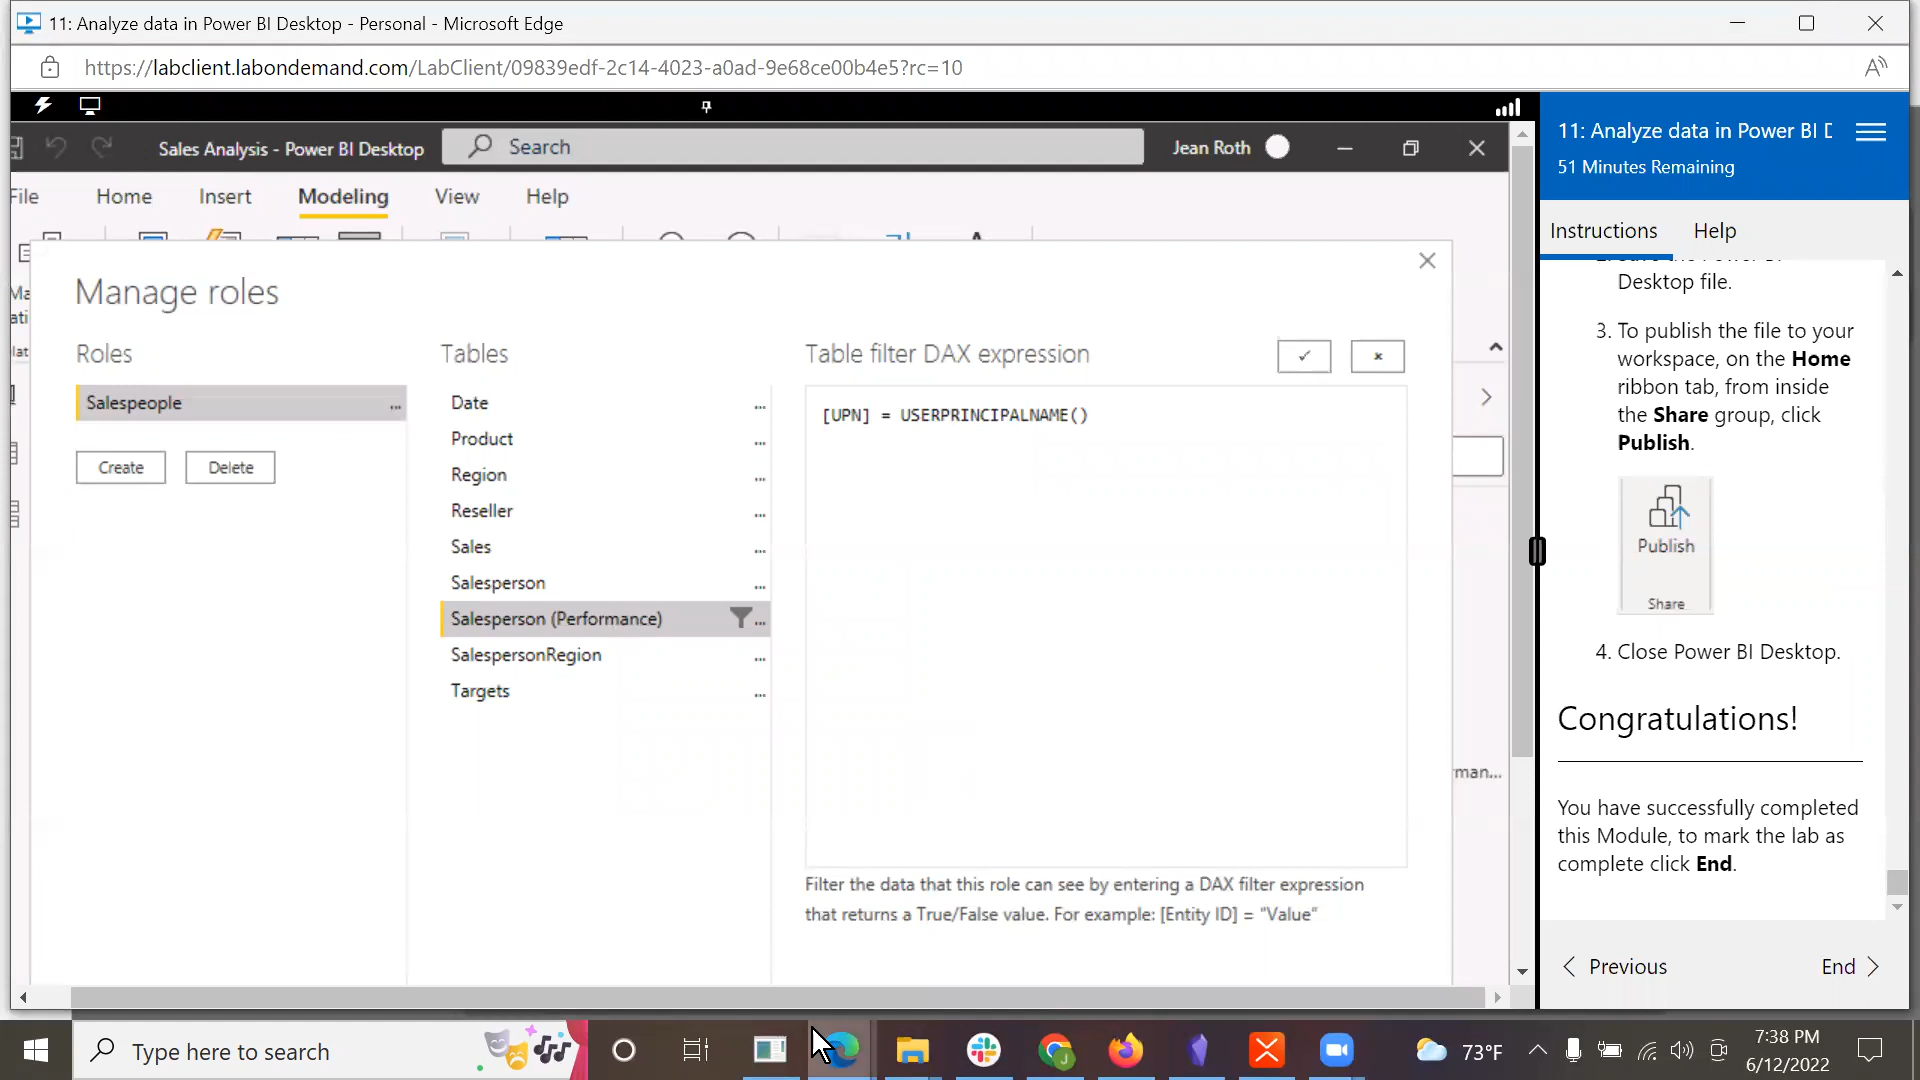 11: Analyze data in Power BI Desktop - Personal - Microsoft Edge
https://labclient.labondemand.com/LabClient/09839edf-2c14-4023-a0ad-9e68ce00b4e5?rc=10
Sales Analysis - Power BI Desktop
Search
Jean Roth
File
Home
Insert
Modeling
View
Help
Manage roles
Roles
Salespeople
...
Create
Delete
Tables
Date
...
Product
...
Region
...
Reseller
...
Sales
...
Salesperson
...
Salesperson (Performance)
...
SalespersonRegion
...
Targets
...
Table filter DAX expression
[UPN] = USERPRINCIPALNAME()
Filter the data that this role can see by entering a DAX filter expression
that returns a True/False value. For example: [Entity ID] = "Value"
rman...
11: Analyze data in Power BI D
51 Minutes Remaining
Instructions
Help
Desktop file.
3. To publish the file to your
workspace, on the Home
ribbon tab, from inside
the Share group, click
Publish.
Publish
Share
4. Close Power BI Desktop.
Congratulations!
You have successfully completed
this Module, to mark the lab as
complete click End.
Previous
End
Type here to search
73°F
7:38 PM
6/12/2022